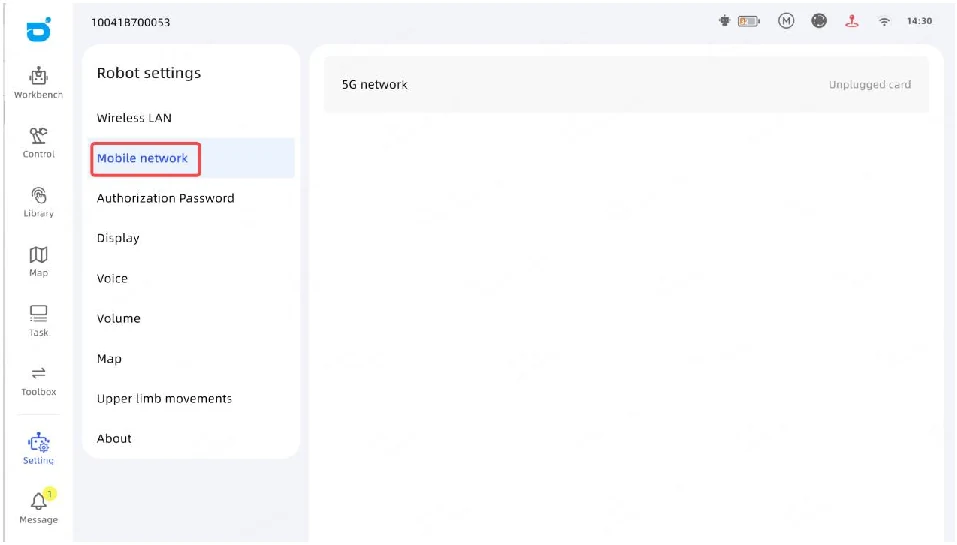 100418700053
14:30
Workbench
Control
Library
Map
Task
Toolbox
Setting
1
Message
Robot settings
Wireless LAN
Mobile network
Authorization Password
Display
Voice
Volume
Map
Upper limb movements
About
5G network
Unplugged card
M